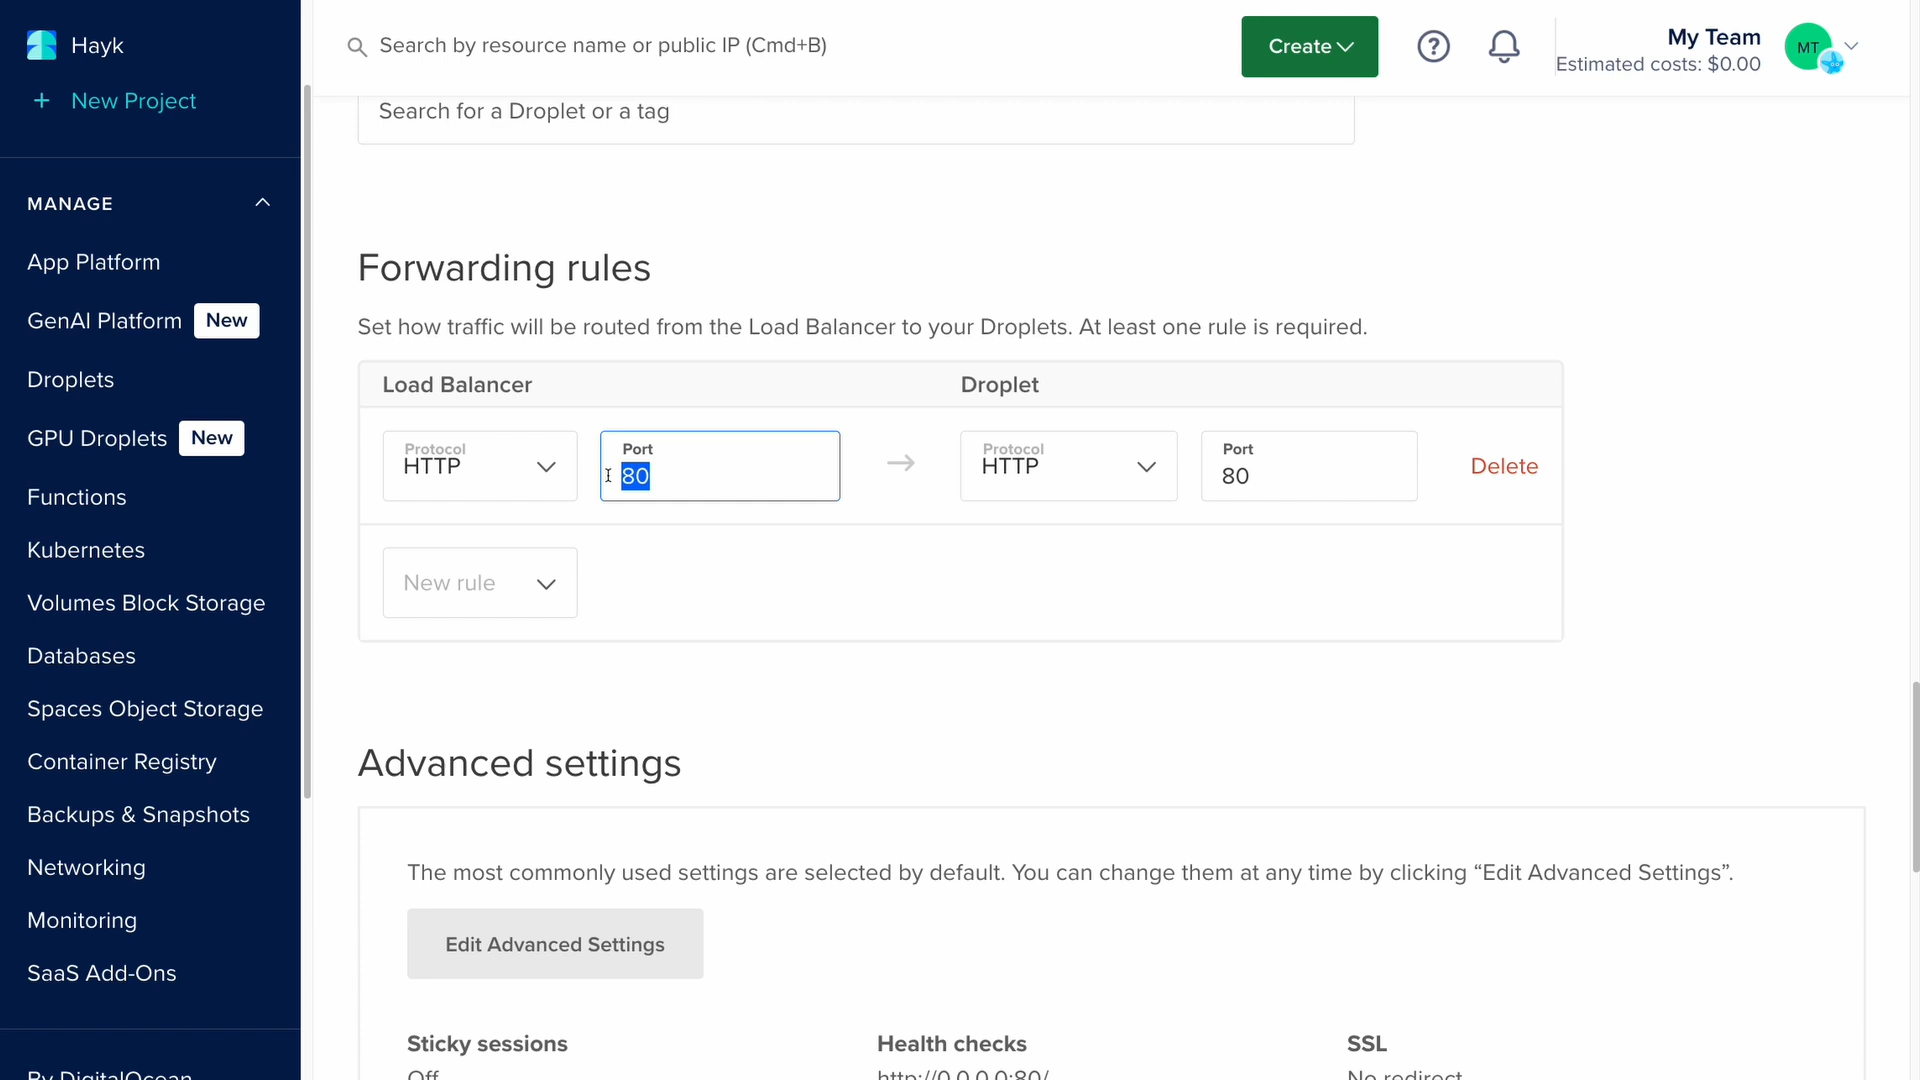 Hayk
+ New Project
MANAGE
App Platform
GenAI Platform New
Droplets
GPU Droplets New
Functions
Kubernetes
Volumes Block Storage
Databases
Spaces Object Storage
Container Registry
Backups & Snapshots
Networking
Monitoring
SaaS Add-Ons
By DigitalOcean
Search by resource name or public IP (Cmd+B)
Create
?
My Team
Estimated costs: $0.00
MT
Search for a Droplet or a tag
Forwarding rules
Set how traffic will be routed from the Load Balancer to your Droplets. At least one rule is required.
Load Balancer
Droplet
Protocol
HTTP
Port
80
Protocol
HTTP
Port
80
Delete
New rule
Advanced settings
The most commonly used settings are selected by default. You can change them at any time by clicking “Edit Advanced Settings”.
Edit Advanced Settings
Sticky sessions
Off
Health checks
http://0.0.0.0:80/
SSL
No redirect